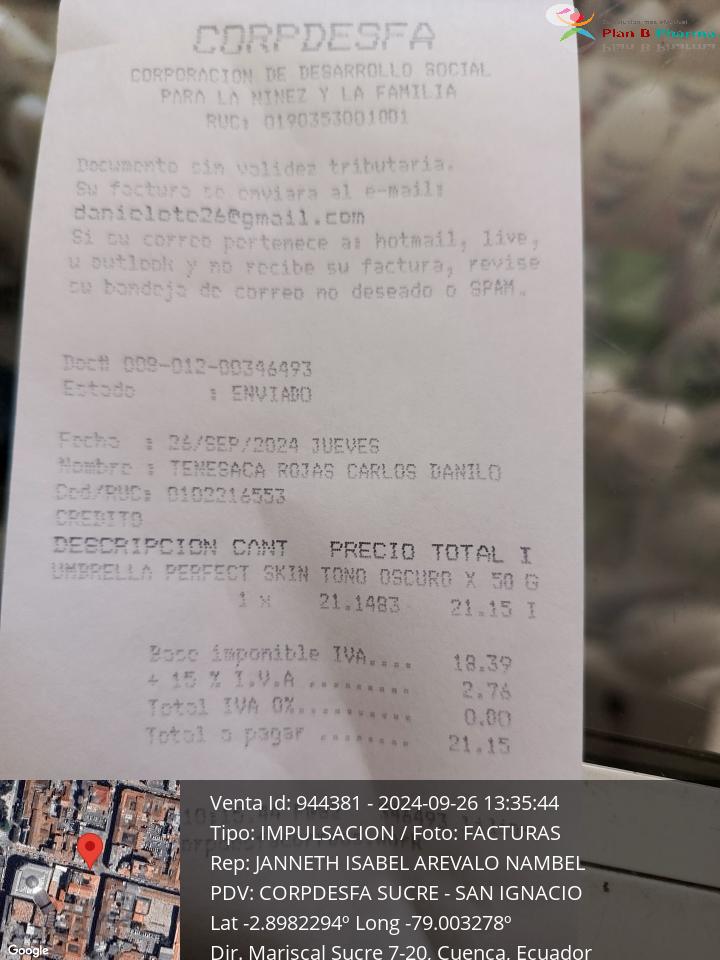 Plan B Pharma
CORPDESFA
CORPORACION DE DESARROLLO SOCIAL
PARA LA NINEZ Y LA FAMILIA
RUC: 0190353001001
Documento sin validez tributaria.
Su factura se enviara al e-mail:
danieloto26@gmail.com
Si su correo pertenece a: hotmail, live,
u outlook y no recibe su factura, revise
su bandeja de correo no deseado o SPAM.
Doc# 009-012-00346493
Estado : ENVIADO
Fecha : 26/SEP/2024 JUEVES
Nombre : TENESACA ROJAS CARLOS DANILO
Ced/RUC: 0102216553
CREDITO
DESCRIPCION CANT PRECIO TOTAL I
UMBRELLA PERFECT SKIN TONO OSCURO X 50 G
1 x 21.1483 21.15 I
Base imponible IVA.... 18.39
+ 15 % I.V.A ......... 2.76
Total IVA 0%........... 0.00
Total a pagar ........ 21.15
Venta Id: 944381 - 2024-09-26 13:35:44
Tipo: IMPULSACION / Foto: FACTURAS
Rep: JANNETH ISABEL AREVALO NAMBEL
PDV: CORPDESFA SUCRE - SAN IGNACIO
Lat -2.8982294º Long -79.003278º
Dir. Mariscal Sucre 7-20, Cuenca, Ecuador
Google